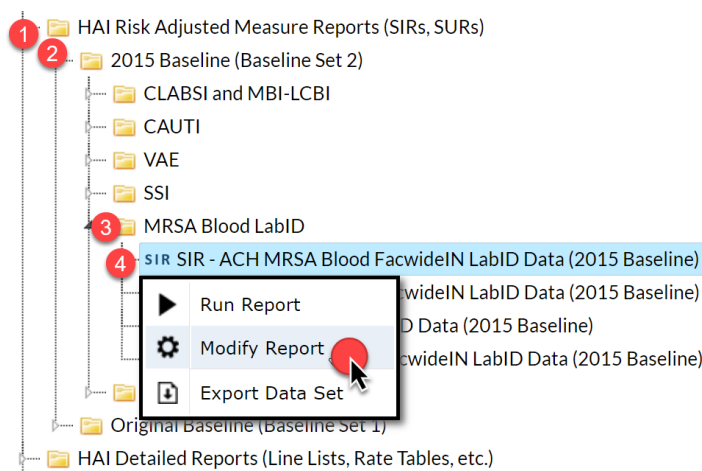 1 HAI Risk Adjusted Measure Reports (SIRs, SURs)
2 2015 Baseline (Baseline Set 2)
CLABSI and MBI-LCBI
CAUTI
VAE
SSI
3 MRSA Blood LabID
4 SIR SIR - ACH MRSA Blood FacwideIN LabID Data (2015 Baseline)
cwideIN LabID Data (2015 Baseline)
Run Report
D Data (2015 Baseline)
Modify Report
cwideIN LabID Data (2015 Baseline)
Export Data Set
Original Baseline (Baseline Set 1)
HAI Detailed Reports (Line Lists, Rate Tables, etc.)